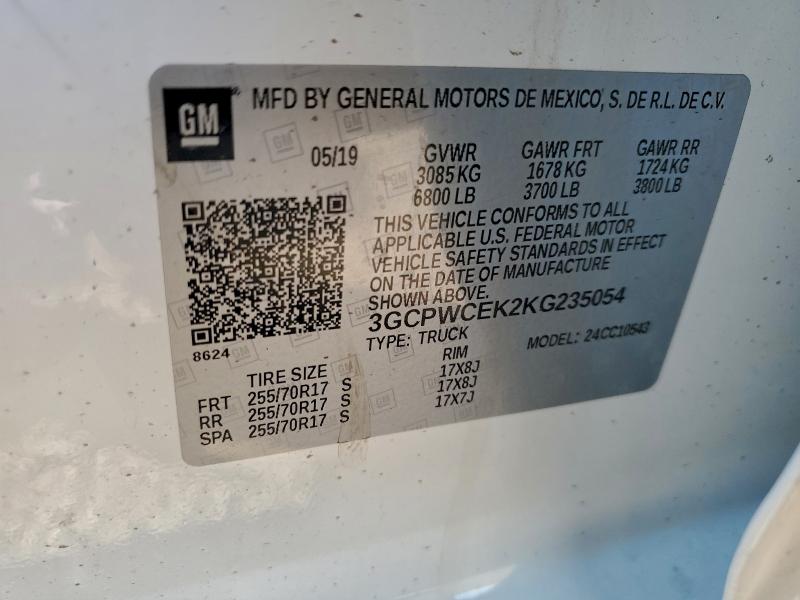 GM MFD BY GENERAL MOTORS DE MEXICO, S. DE R.L. DE C.V.
05/19 GVWR GAWR FRT GAWR RR
3085 KG 1678 KG 1724 KG
6800 LB 3700 LB 3800 LB
THIS VEHICLE CONFORMS TO ALL
APPLICABLE U.S. FEDERAL MOTOR
VEHICLE SAFETY STANDARDS IN EFFECT
ON THE DATE OF MANUFACTURE
SHOWN ABOVE.
3GCPWCEK2KG235054
8624 TYPE: TRUCK MODEL: 24CC10543
TIRE SIZE RIM
FRT 255/70R17 S 17X8J
RR 255/70R17 S 17X8J
SPA 255/70R17 S 17X7J